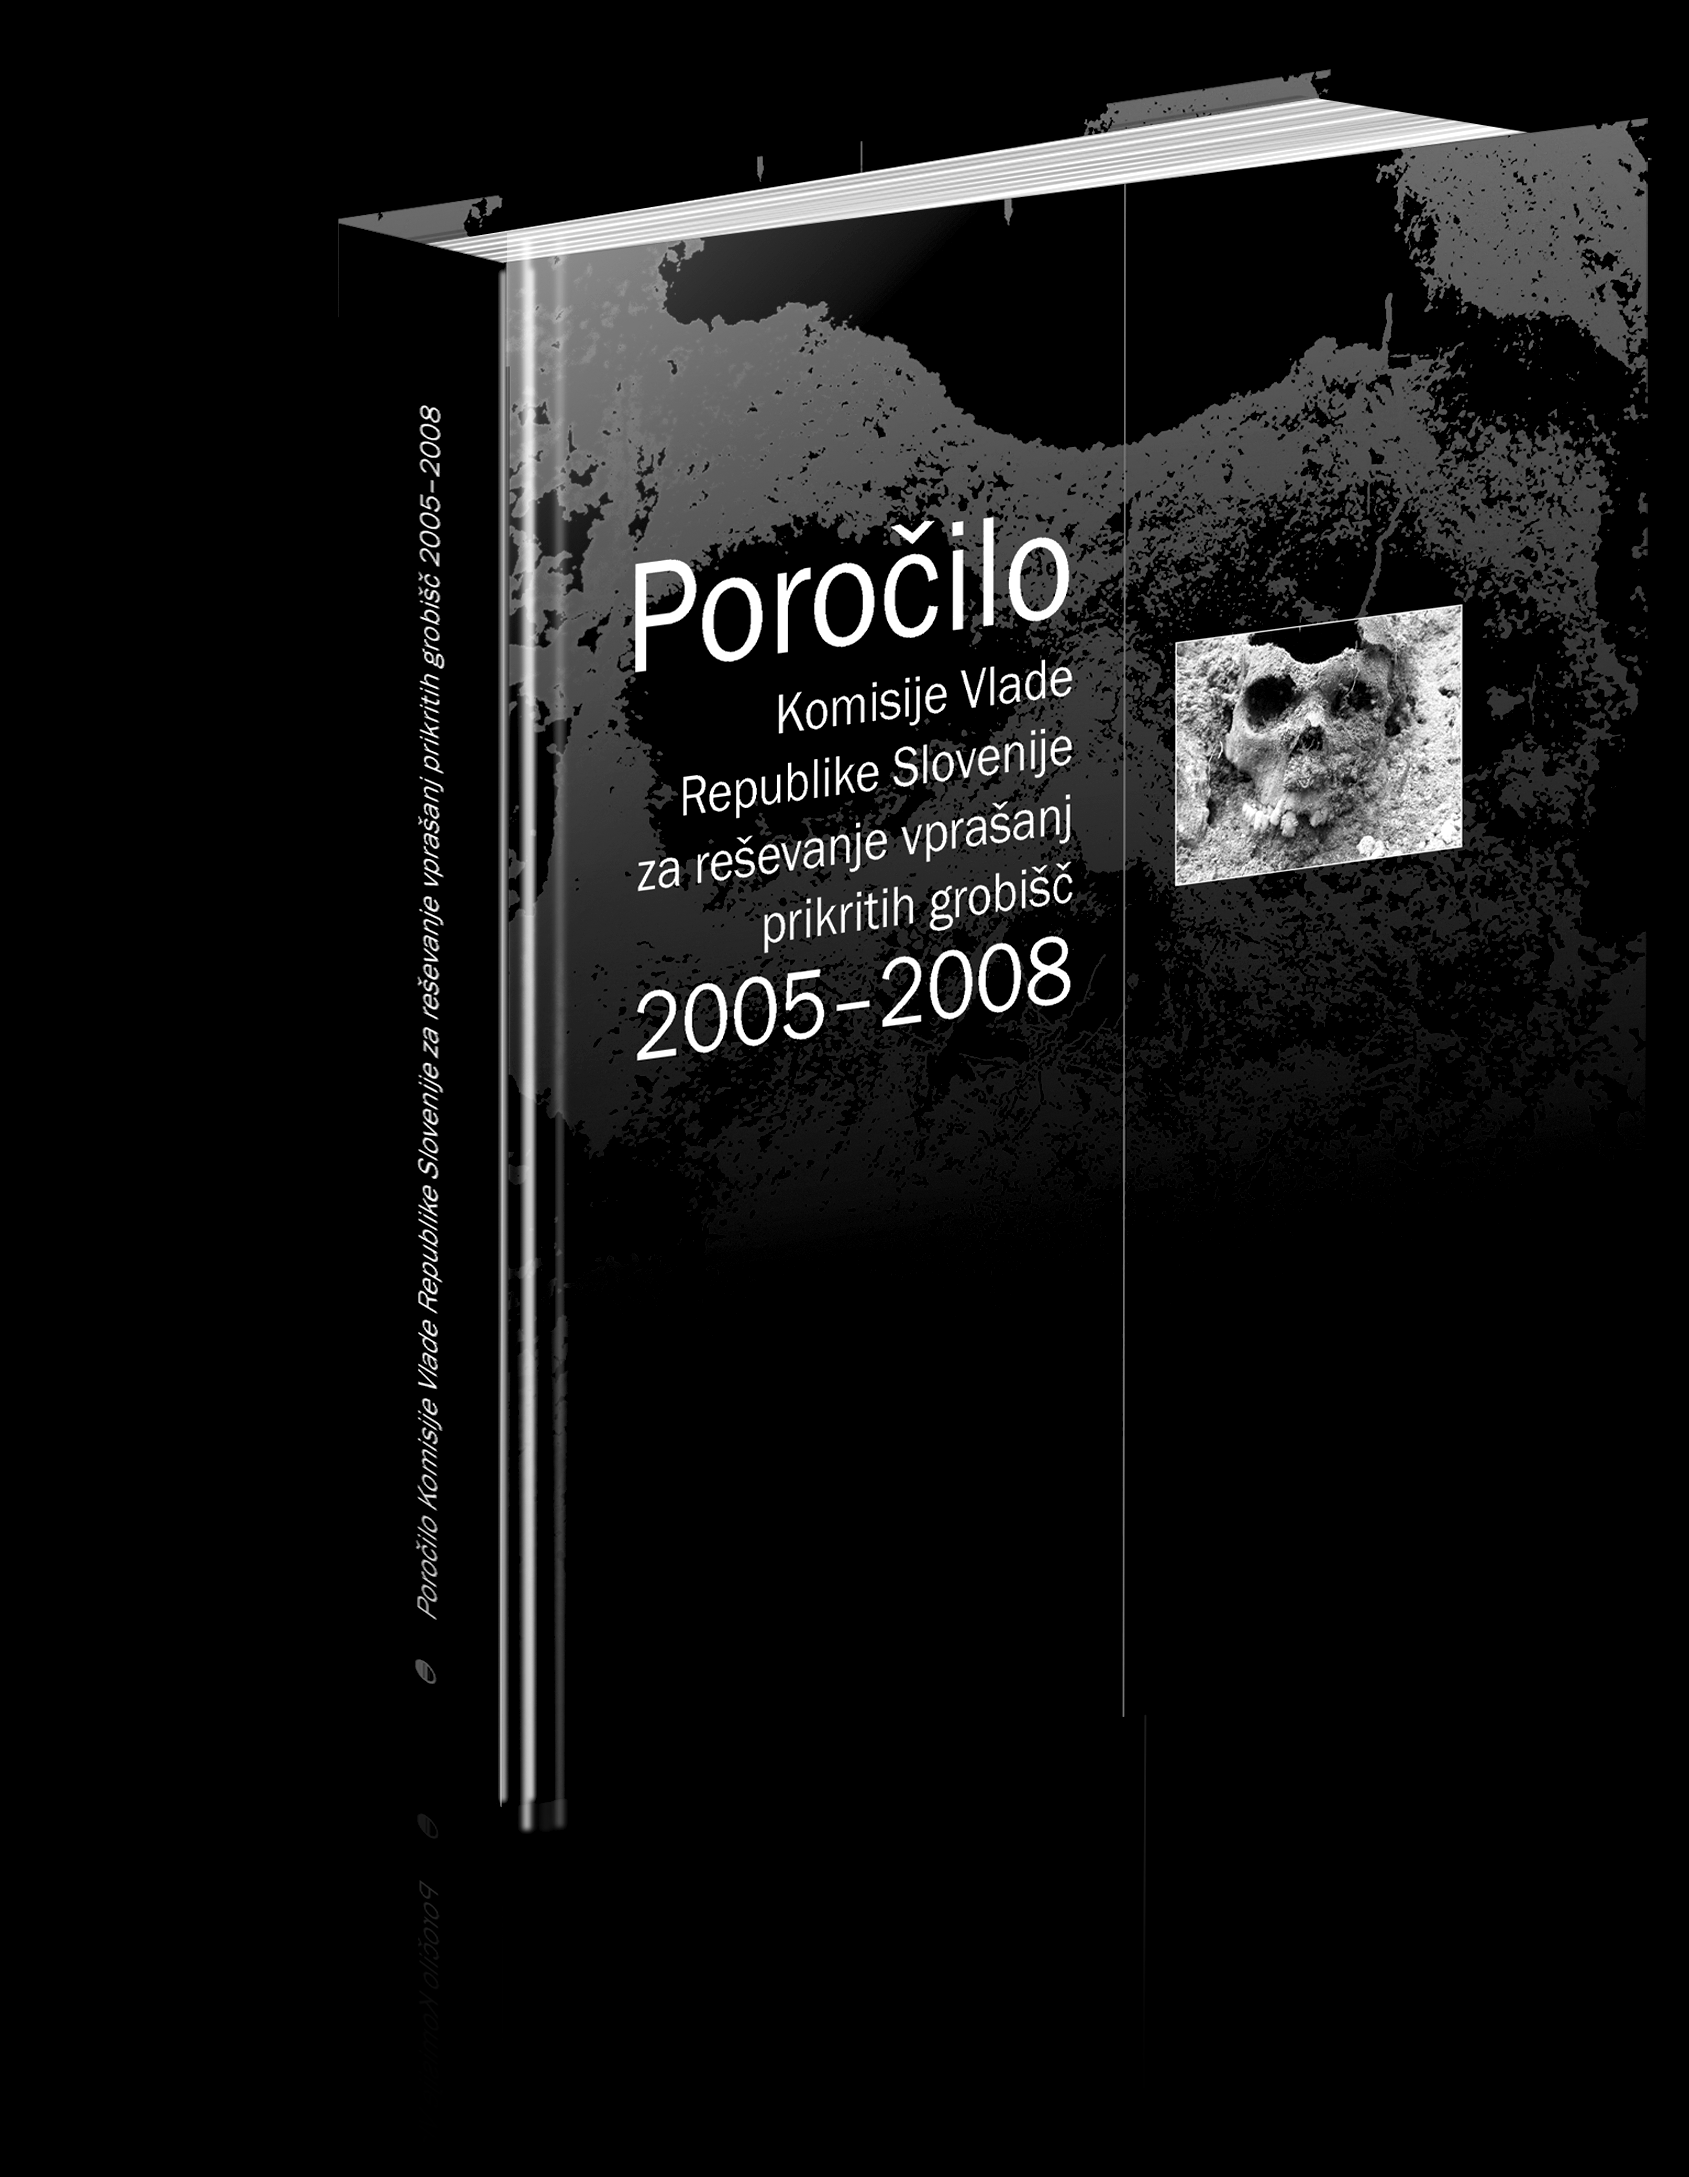 Poročilo
Komisije Vlade
Republike Slovenije
za reševanje vprašanj
prikritih grobišč
2005–2008
Poročilo Komisije Vlade Republike Slovenije za reševanje vprašanj prikritih grobišč 2005–2008